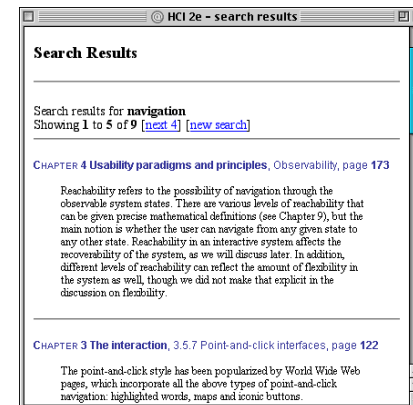 HCI 2e - search results
Search Results
Search results for navigation
Showing 1 to 5 of 9 [next 4] [new search]
CHAPTER 4 Usability paradigms and principles, Observability, page 173
Reachability refers to the possibility of navigation through the
observable system states. There are various levels of reachability that
can be given precise mathematical definitions (see Chapter 9), but the
main notion is whether the user can navigate from any given state to
any other state. Reachability in an interactive system affects the
recoverability of the system, as we will discuss later. In addition,
different levels of reachability can reflect the amount of flexibility in
the system as well, though we did not make that explicit in the
discussion on flexibility.
CHAPTER 3 The interaction, 3.5.7 Point-and-click interfaces, page 122
The point-and-click style has been popularized by World Wide Web
pages, which incorporate all the above types of point-and-click
navigation: highlighted words, maps and iconic buttons.